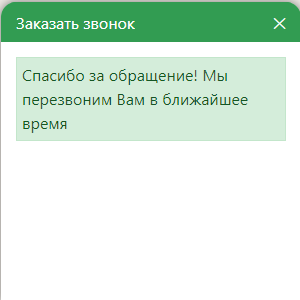 Заказать звонок
Спасибо за обращение! Мы
перезвоним Вам в ближайшее
время